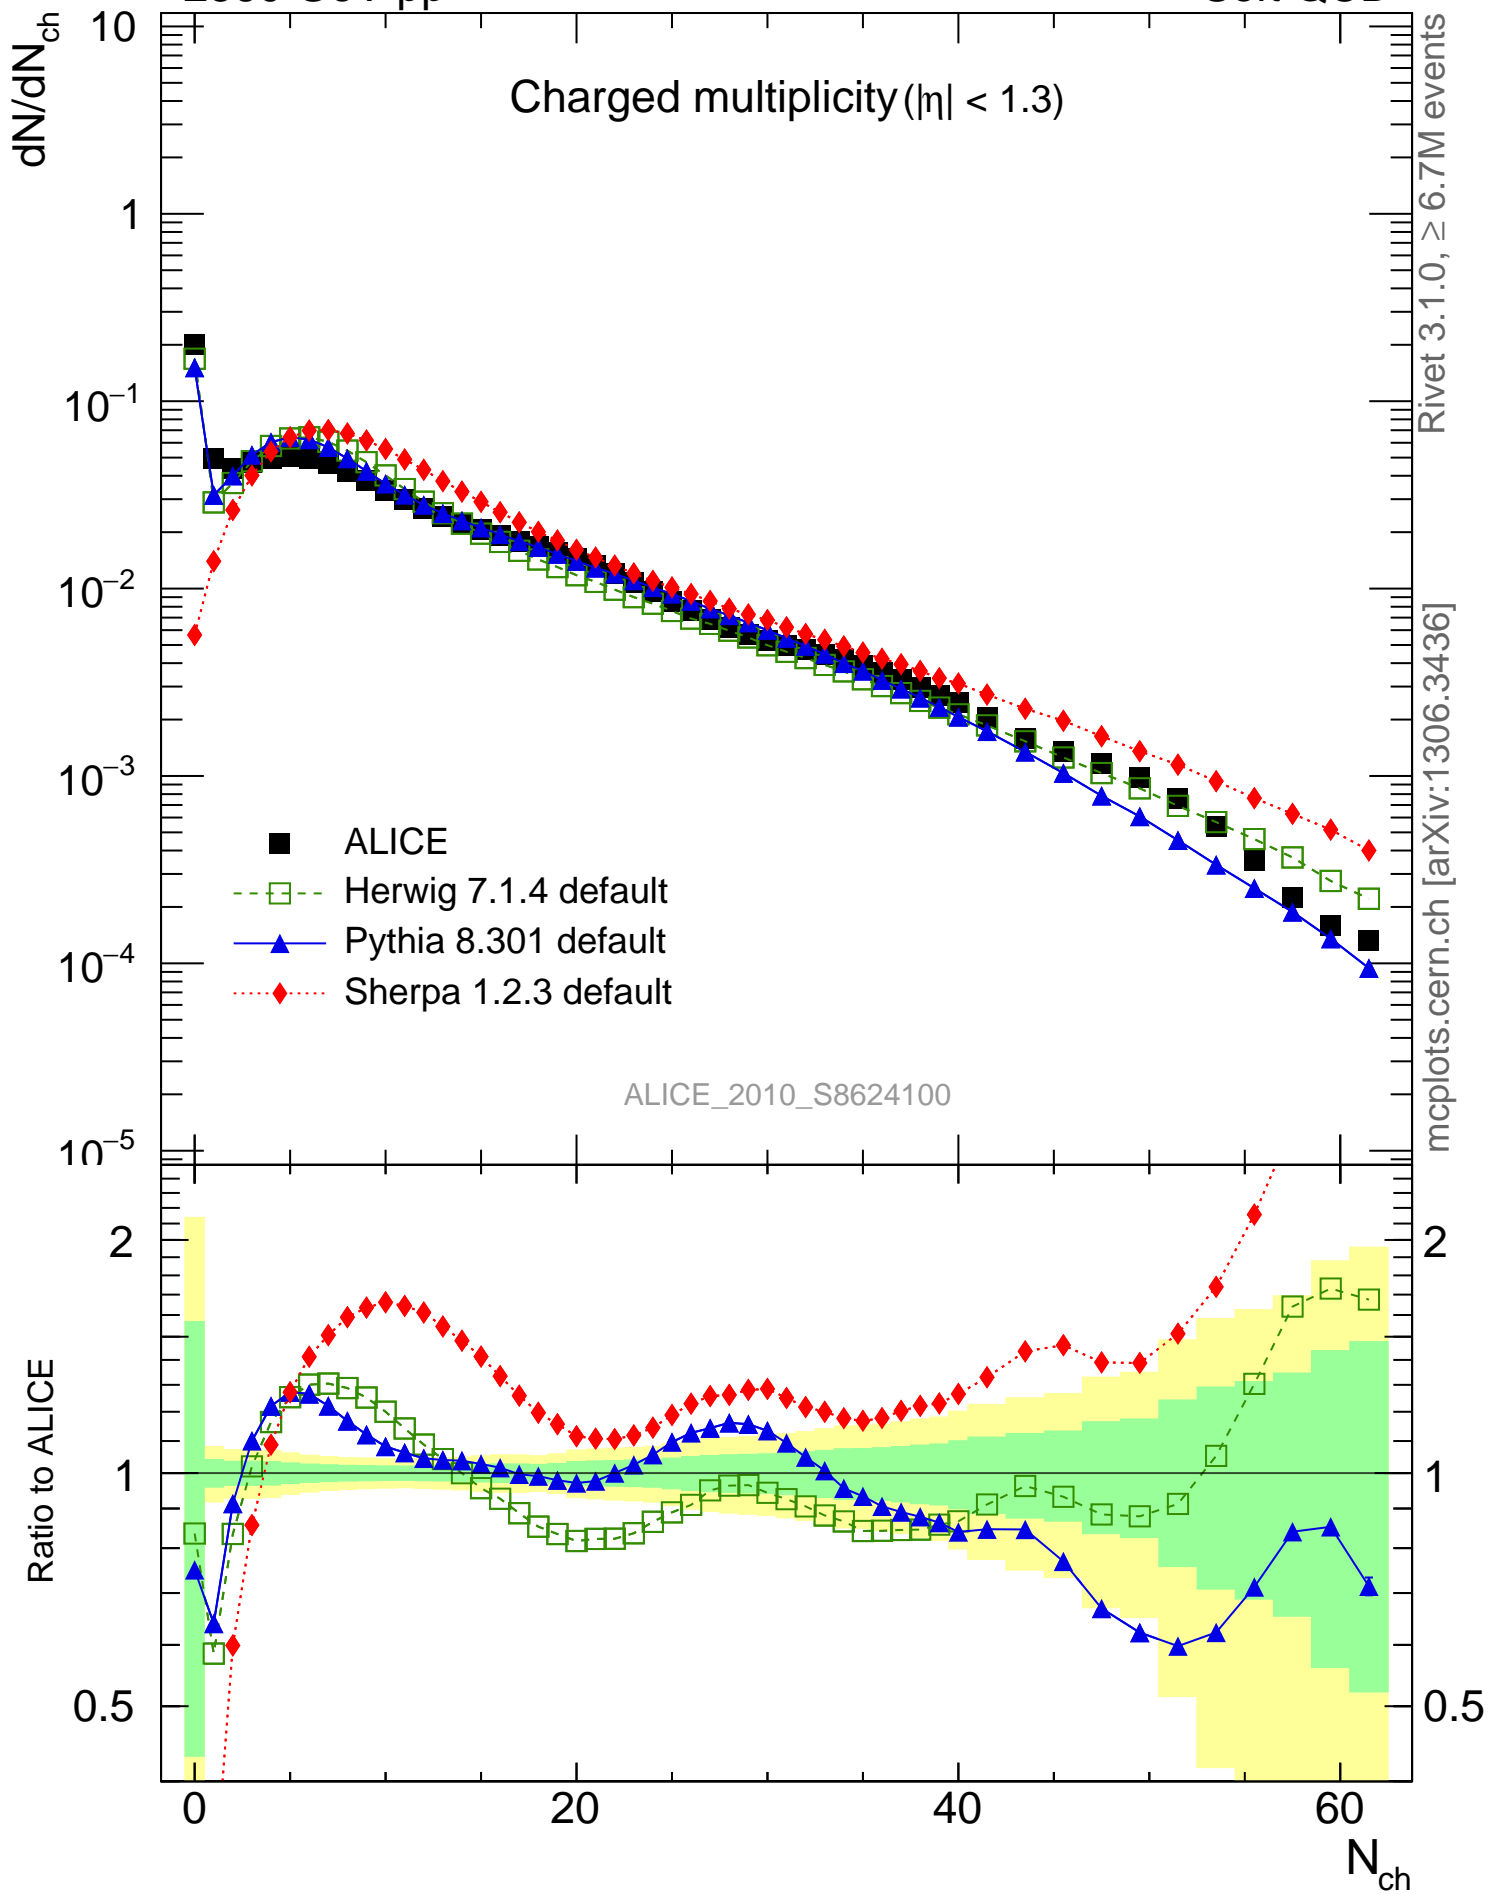 dN/dNch
Charged multiplicity (|η| < 1.3)
10
1
10−1
10−2
10−3
10−4
10−5
ALICE
Herwig 7.1.4 default
Pythia 8.301 default
Sherpa 1.2.3 default
ALICE_2010_S8624100
Rivet 3.1.0, ≥ 6.7M events
mcplots.cern.ch [arXiv:1306.3436]
Ratio to ALICE
2
1
0.5
2
1
0.5
0 20 40 60
Nch